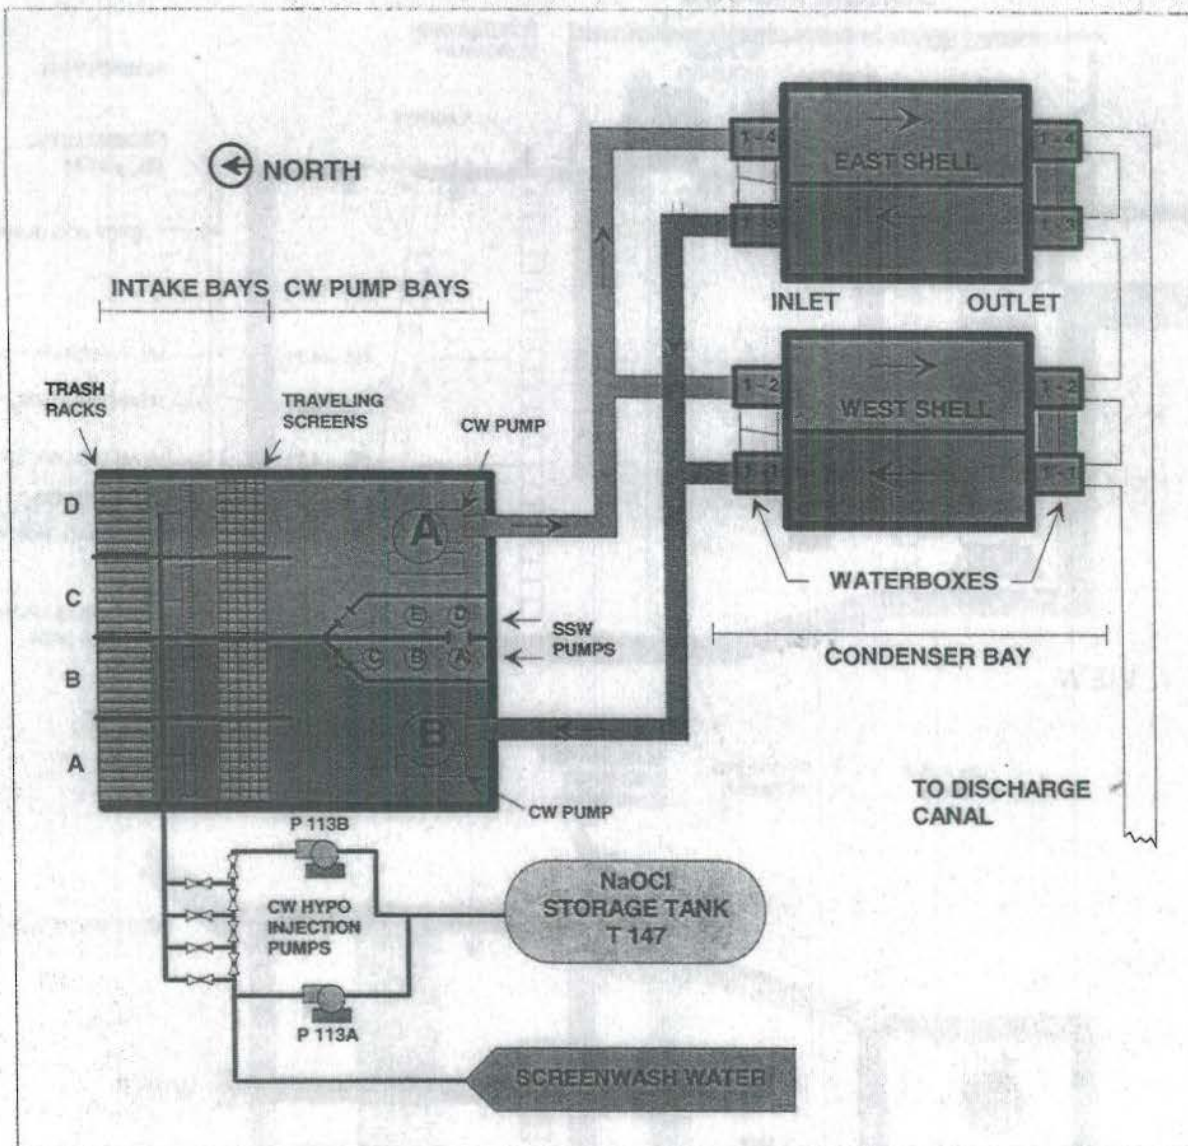 NORTH
1-4
EAST SHELL
1-4
1-3
1-3
INLET
OUTLET
INTAKE BAYS
CW PUMP BAYS
TRASH
RACKS
TRAVELING
SCREENS
CW PUMP
1-2
WEST SHELL
1-2
1-1
1-1
D
A
C
E
D
SSW
PUMPS
C
B
A
B
B
A
WATERBOXES
CONDENSER BAY
CW PUMP
TO DISCHARGE
CANAL
P 113B
CW HYPO
INJECTION
PUMPS
NaOCl
STORAGE TANK
T 147
P 113A
SCREENWASH WATER